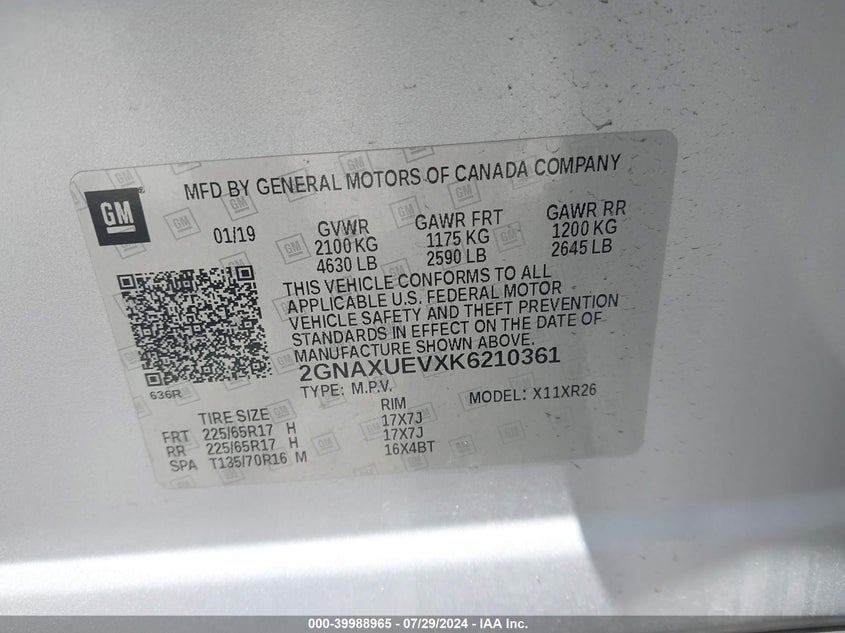 MFD BY GENERAL MOTORS OF CANADA COMPANY
GM
01/19
GVWR
2100 KG
4630 LB
GAWR FRT
1175 KG
2590 LB
GAWR RR
1200 KG
2645 LB
THIS VEHICLE CONFORMS TO ALL
APPLICABLE U.S. FEDERAL MOTOR
VEHICLE SAFETY AND THEFT PREVENTION
STANDARDS IN EFFECT ON THE DATE OF
MANUFACTURE SHOWN ABOVE.
2GNAXUEVXK6210361
TYPE: M.P.V.
MODEL: X11XR26
636R
TIRE SIZE
RIM
FRT 225/65R17 H 17X7J
RR 225/65R17 H 17X7J
SPA T135/70R16 M 16X4BT
000-39988965 / 07/29/2024 - IAA Inc.